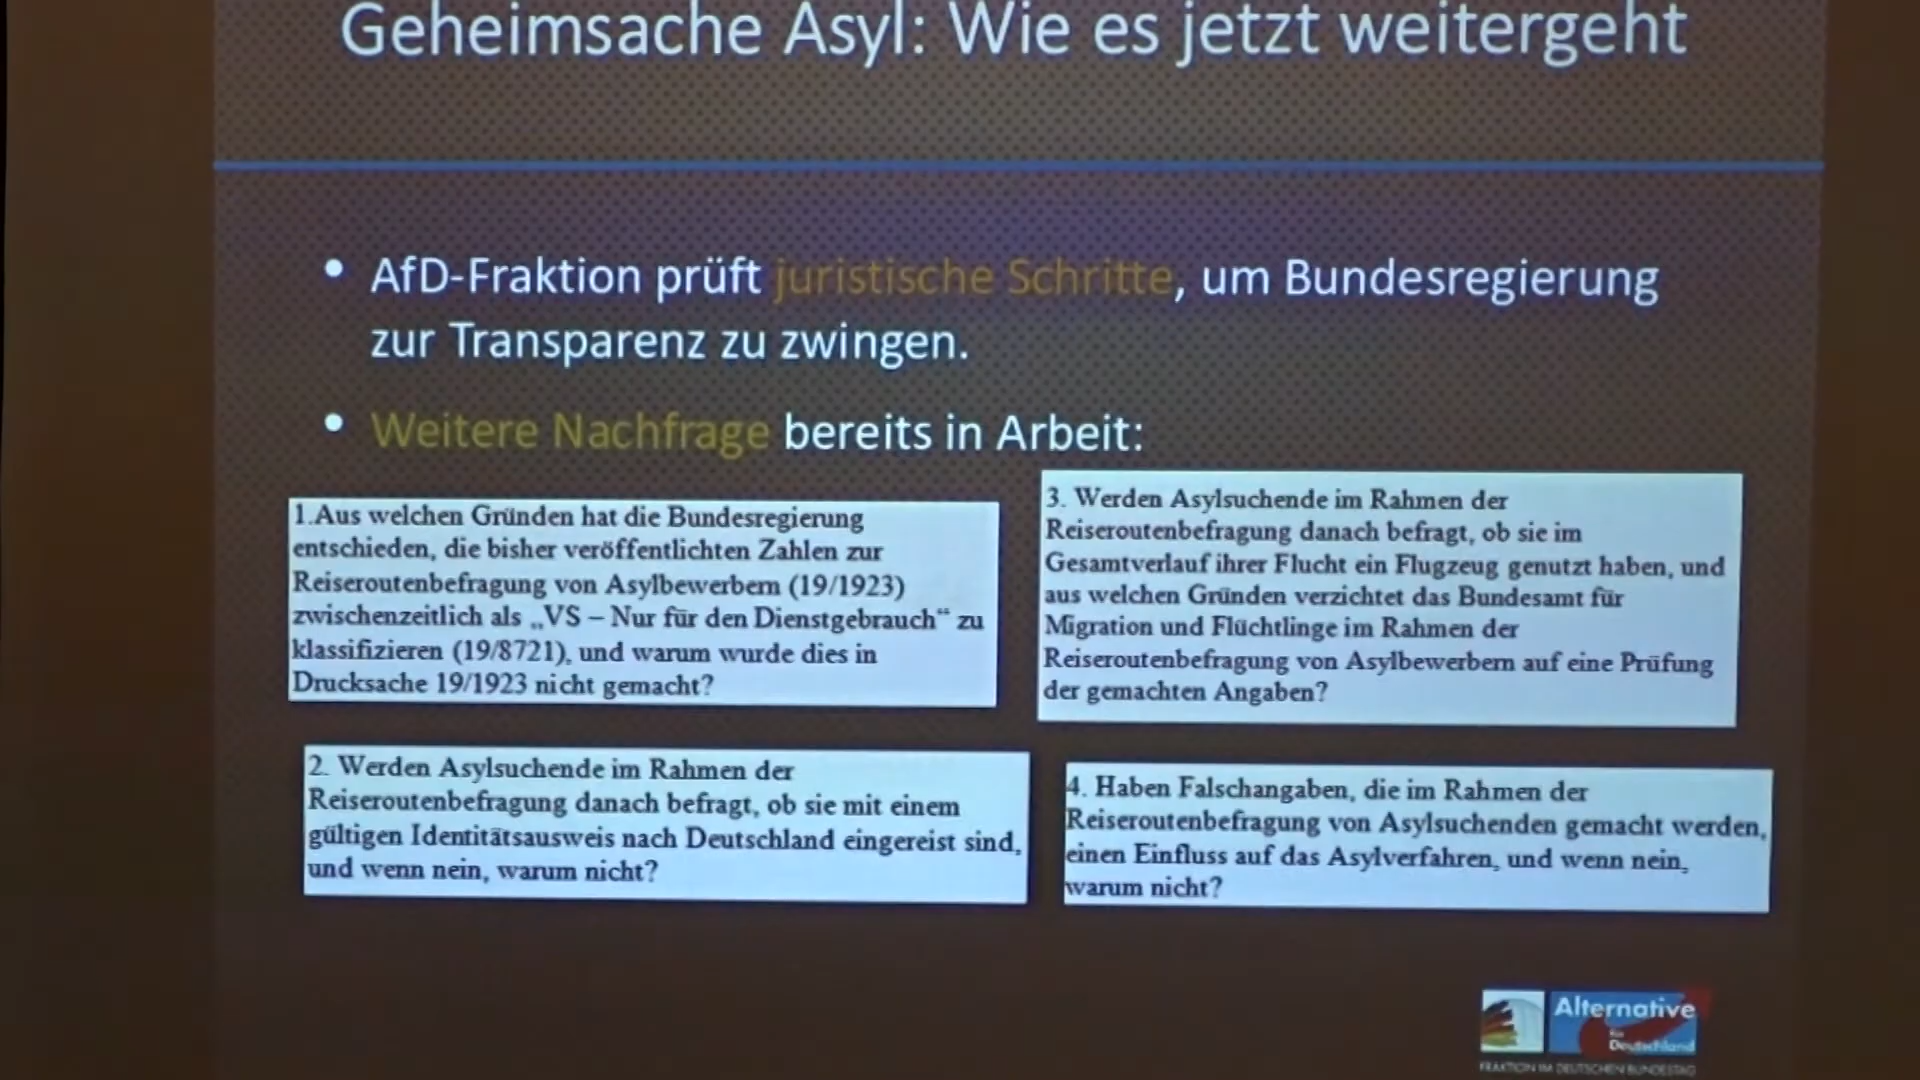 Geheimsache Asyl: Wie es jetzt weitergeht
• AfD-Fraktion prüft juristische Schritte, um Bundesregierung
zur Transparenz zu zwingen.
• Weitere Nachfrage bereits in Arbeit:
1.Aus welchen Gründen hat die Bundesregierung
entschieden, die bisher veröffentlichten Zahlen zur
Reiseroutenbefragung von Asylbewerbern (19/1923)
zwischenzeitlich als „VS – Nur für den Dienstgebrauch“ zu
klassifizieren (19/8721), und warum wurde dies in
Drucksache 19/1923 nicht gemacht?
2. Werden Asylsuchende im Rahmen der
Reiseroutenbefragung danach befragt, ob sie mit einem
gültigen Identitätsausweis nach Deutschland eingereist sind,
und wenn nein, warum nicht?
3. Werden Asylsuchende im Rahmen der
Reiseroutenbefragung danach befragt, ob sie im
Gesamtverlauf ihrer Flucht ein Flugzeug genutzt haben, und
aus welchen Gründen verzichtet das Bundesamt für
Migration und Flüchtlinge im Rahmen der
Reiseroutenbefragung von Asylbewerbern auf eine Prüfung
der gemachten Angaben?
4. Haben Falschangaben, die im Rahmen der
Reiseroutenbefragung von Asylsuchenden gemacht werden,
einen Einfluss auf das Asylverfahren, und wenn nein,
warum nicht?
Alternative
für
Deutschland
FRAKTION IM DEUTSCHEN BUNDESTAG